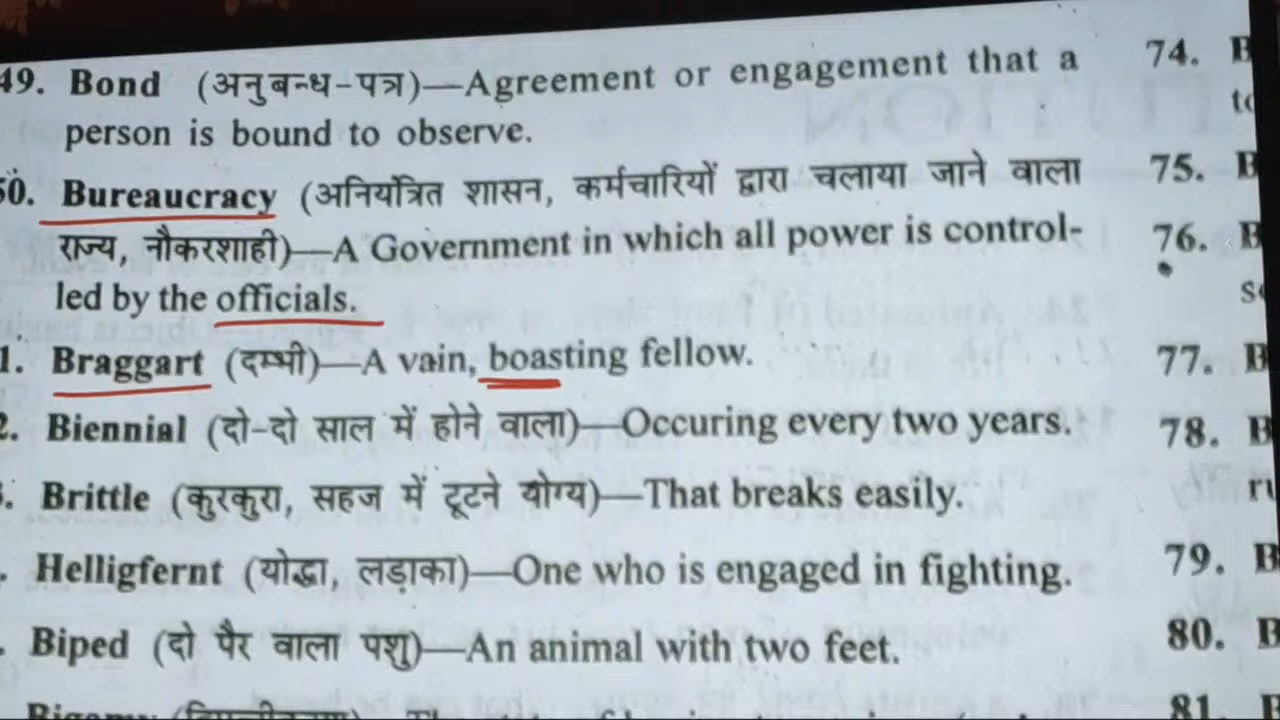 49. Bond (अनुबन्ध-पत्र)—Agreement or engagement that a
person is bound to observe.
50. Bureaucracy (अनियंत्रित शासन, कर्मचारियों द्वारा चलाया जाने वाला
राज्य, नौकरशाही)—A Government in which all power is control-
led by the officials.
1. Braggart (दम्भी)—A vain, boasting fellow.
2. Biennial (दो-दो साल में होने वाला)—Occuring every two years.
. Brittle (कुरकुरा, सहज में टूटने योग्य)—That breaks easily.
. Helligfernt (योद्धा, लड़ाका)—One who is engaged in fighting.
. Biped (दो पैर वाला पशु)—An animal with two feet.
74. B
75. B
76. B
77. B
78. B
79. B
80. B
81. B